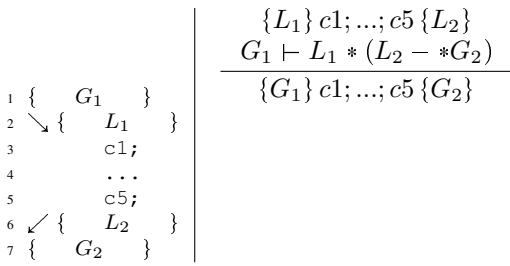 1 { G₁ }
2 ↘ { L₁ }
3 c1;
4 ...
5 c5;
6 ↙ { L₂ }
7 { G₂ }
{L₁} c1; ...; c5 {L₂}
G₁ ⊢ L₁ * (L₂ − *G₂)
{G₁} c1; ...; c5 {G₂}